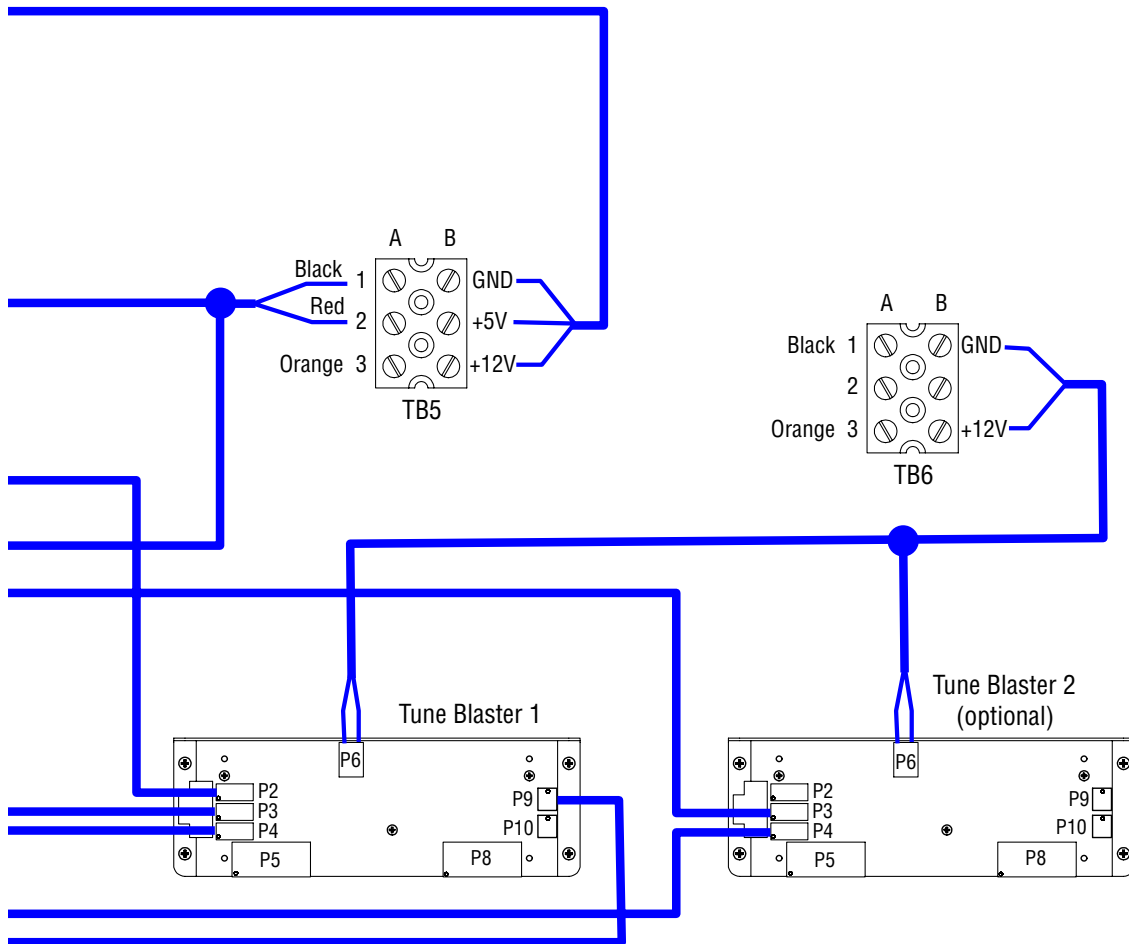 A B
Black 1 GND
Red 2 +5V
Orange 3 +12V
TB5
A B
Black 1 GND
2
Orange 3 +12V
TB6
Tune Blaster 1
P6
P2
P3
P4
P5
P8
P9
P10
Tune Blaster 2
(optional)
P6
P2
P3
P4
P5
P8
P9
P10